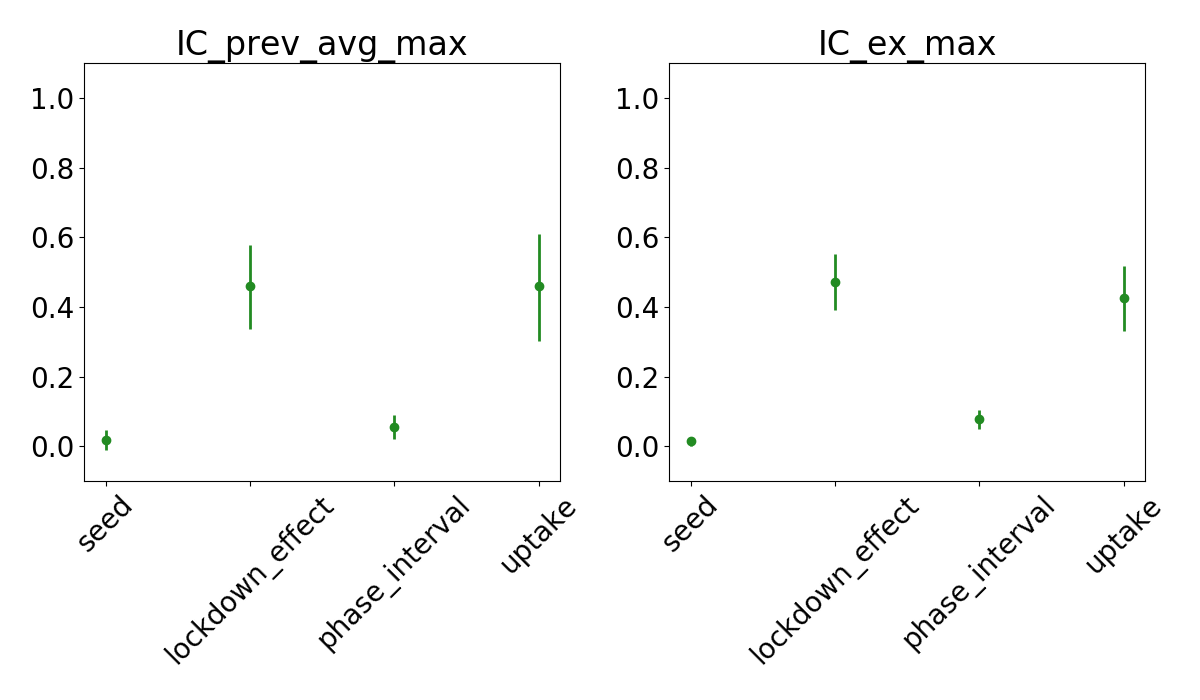 IC_prev_avg_max
1.0
0.8
0.6
0.4
0.2
0.0
seed
lockdown_effect
phase_interval
uptake
IC_ex_max
1.0
0.8
0.6
0.4
0.2
0.0
seed
lockdown_effect
phase_interval
uptake